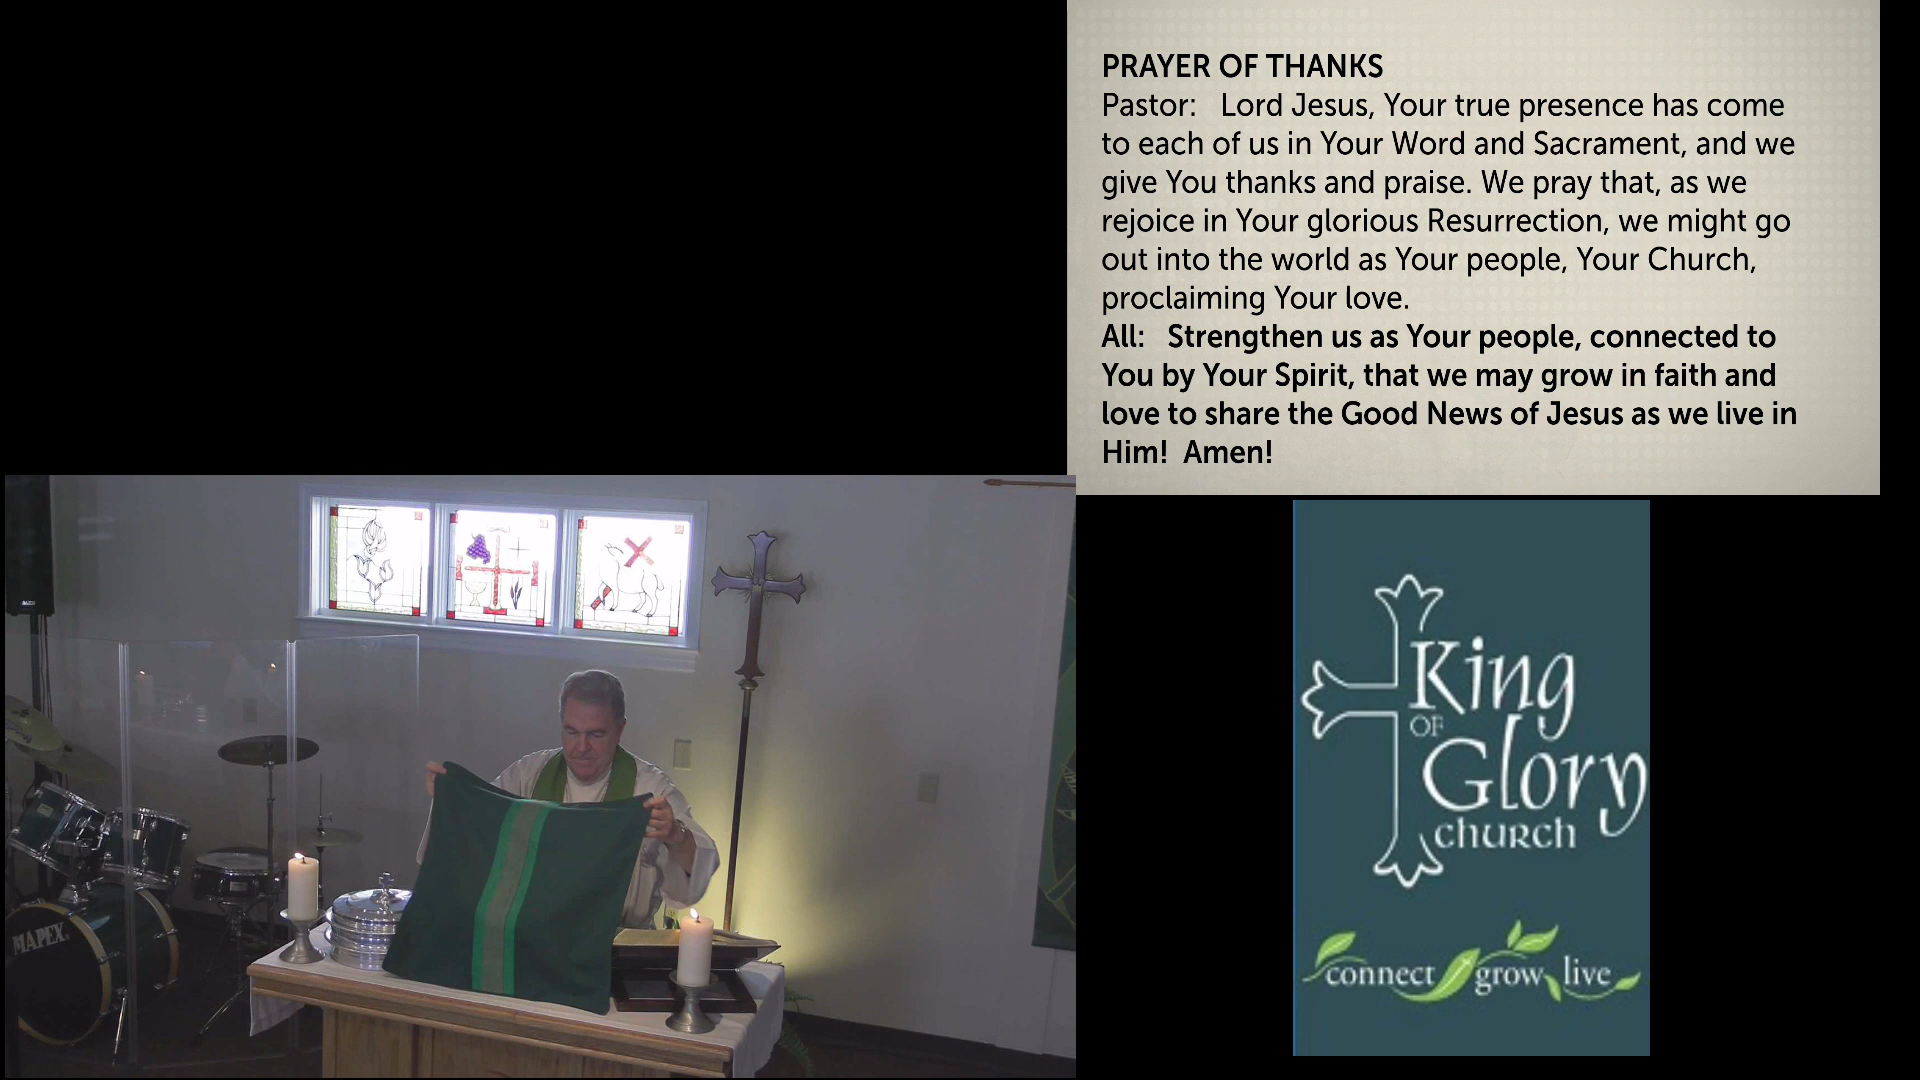 PRAYER OF THANKS
Pastor:   Lord Jesus, Your true presence has come
to each of us in Your Word and Sacrament, and we
give You thanks and praise. We pray that, as we
rejoice in Your glorious Resurrection, we might go
out into the world as Your people, Your Church,
proclaiming Your love.
All:   Strengthen us as Your people, connected to
You by Your Spirit, that we may grow in faith and
love to share the Good News of Jesus as we live in
Him!  Amen!
King
OF
Glory
church
connect grow live
MAPEX